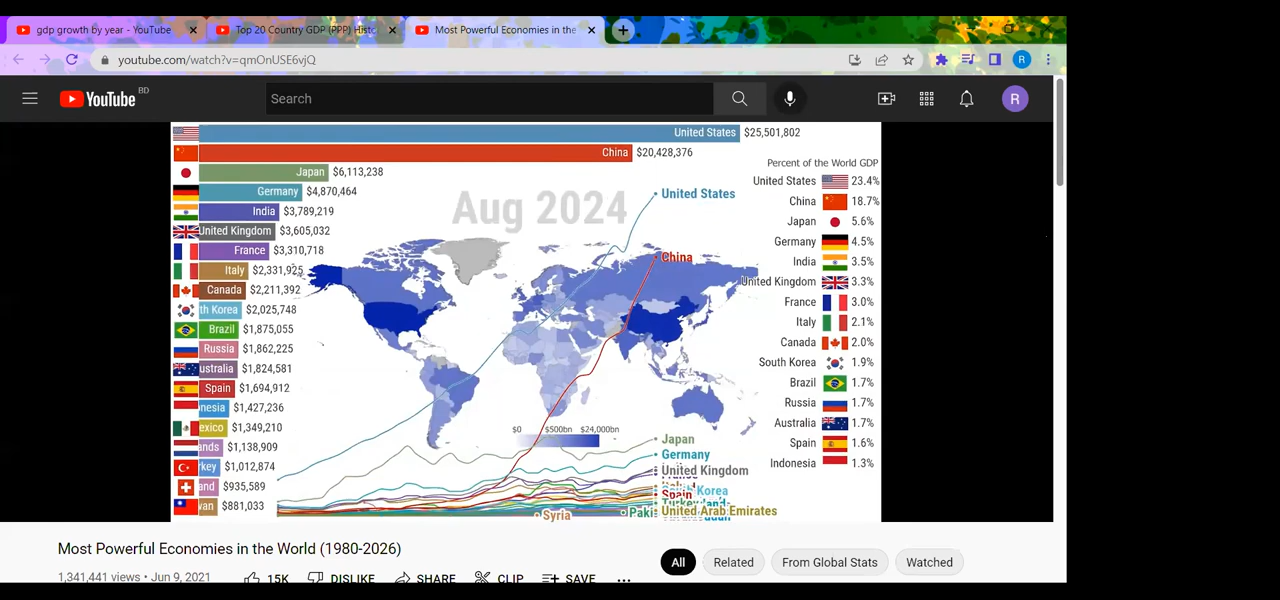 gdp growth by year - YouTube
Top 20 Country GDP (PPP) Histo
Most Powerful Economies in the
youtube.com/watch?v=qmOnUSE6vjQ
R
YouTube BD
Search
R
United States $25,501,802
China $20,428,376
Japan $6,113,238
Germany $4,870,464
India $3,789,219
United Kingdom $3,605,032
France $3,310,718
Italy $2,331,925
Canada $2,211,392
th Korea $2,025,748
Brazil $1,875,055
Russia $1,862,225
ustralia $1,824,581
Spain $1,694,912
nesia $1,427,236
exico $1,349,210
ands $1,138,909
rkey $1,012,874
and $935,589
van $881,033
Aug 2024
United States
China
$0 $500bn $24,000bn
Japan
Germany
United Kingdom
France
Korea
Spain
United Arab Emirates
Syria
Paki
Percent of the World GDP
United States 23.4%
China 18.7%
Japan 5.6%
Germany 4.5%
India 3.5%
United Kingdom 3.3%
France 3.0%
Italy 2.1%
Canada 2.0%
South Korea 1.9%
Brazil 1.7%
Russia 1.7%
Australia 1.7%
Spain 1.6%
Indonesia 1.3%
Most Powerful Economies in the World (1980-2026)
1,341,441 views • Jun 9, 2021
15K DISLIKE SHARE CLIP SAVE ...
All Related From Global Stats Watched